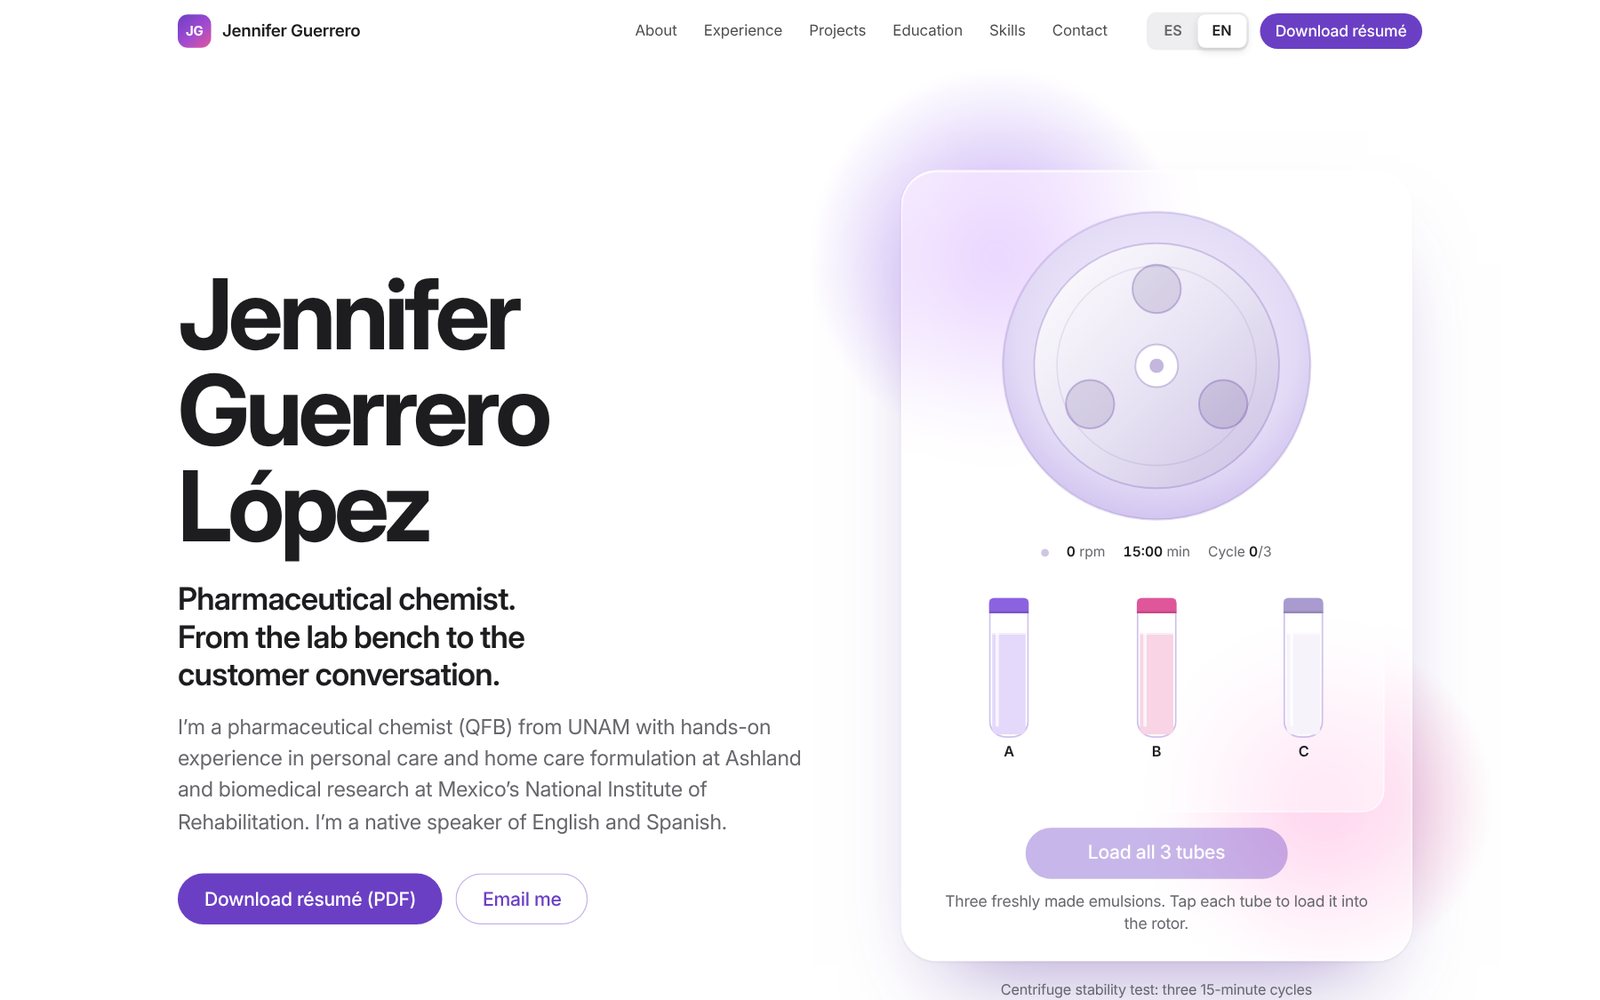 JG Jennifer Guerrero About Experience Projects Education Skills Contact ES EN Download résumé
Jennifer
Guerrero
López
Pharmaceutical chemist.
From the lab bench to the
customer conversation.
I’m a pharmaceutical chemist (QFB) from UNAM with hands-on
experience in personal care and home care formulation at Ashland
and biomedical research at Mexico’s National Institute of
Rehabilitation. I’m a native speaker of English and Spanish.
Download résumé (PDF) Email me
0 rpm 15:00 min Cycle 0/3
A B C
Load all 3 tubes
Three freshly made emulsions. Tap each tube to load it into
the rotor.
Centrifuge stability test: three 15-minute cycles